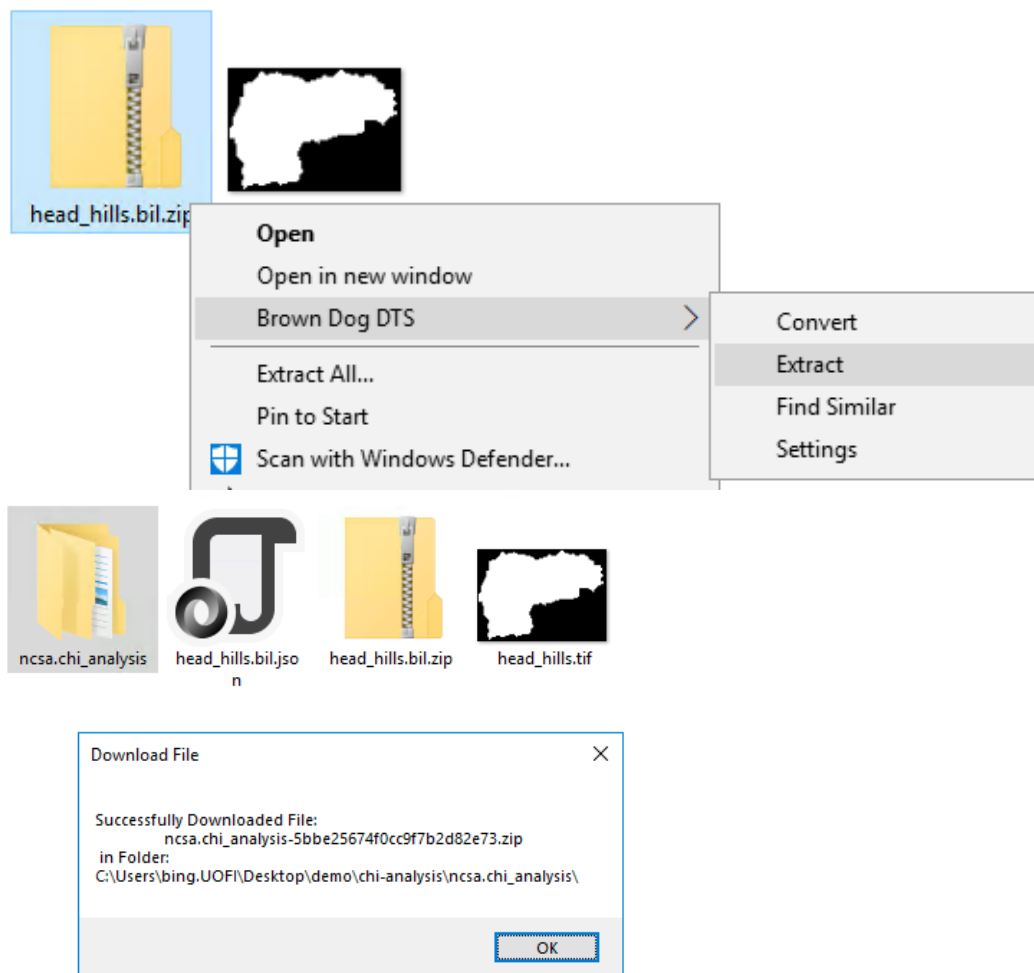 head_hills.bil.zip
Open
Open in new window
Brown Dog DTS
Extract All...
Pin to Start
Scan with Windows Defender...
Convert
Extract
Find Similar
Settings
ncsa.chi_analysis
head_hills.bil.jso
n
head_hills.bil.zip
head_hills.tif
Download File
Successfully Downloaded File:
ncsa.chi_analysis-5bbe25674f0cc9f7b2d82e73.zip
in Folder:
C:\Users\bing.UOFI\Desktop\demo\chi-analysis\ncsa.chi_analysis\
OK